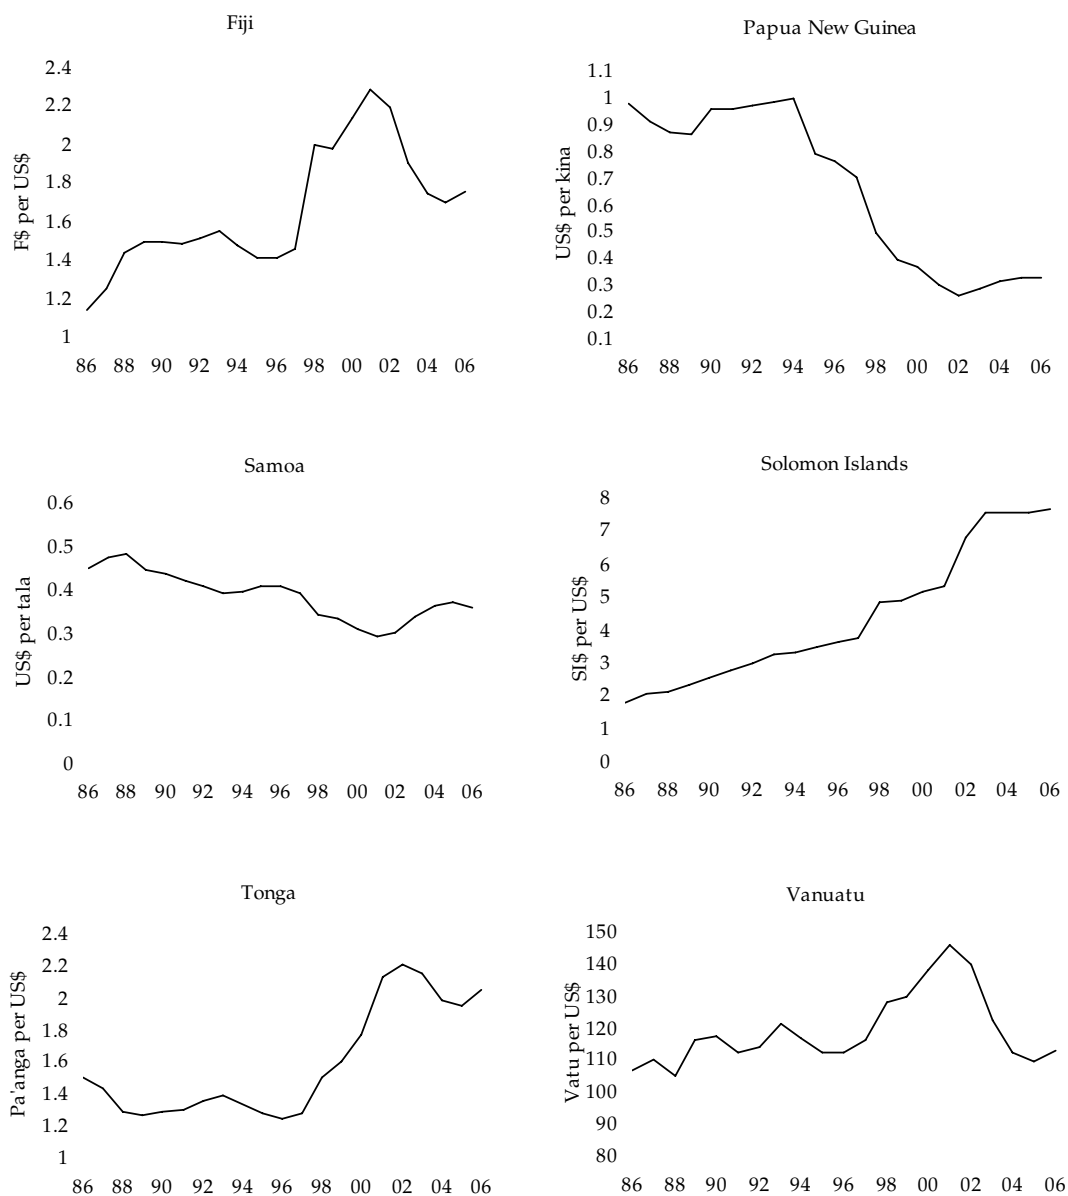 Fiji
F$ per US$
2.4
2.2
2
1.8
1.6
1.4
1.2
1
86 88 90 92 94 96 98 00 02 04 06
Papua New Guinea
US$ per kina
1.1
1
0.9
0.8
0.7
0.6
0.5
0.4
0.3
0.2
0.1
86 88 90 92 94 96 98 00 02 04 06
Samoa
US$ per tala
0.6
0.5
0.4
0.3
0.2
0.1
0
86 88 90 92 94 96 98 00 02 04 06
Solomon Islands
SI$ per US$
8
7
6
5
4
3
2
1
0
86 88 90 92 94 96 98 00 02 04 06
Tonga
Pa'anga per US$
2.4
2.2
2
1.8
1.6
1.4
1.2
1
86 88 90 92 94 96 98 00 02 04 06
Vanuatu
Vatu per US$
150
140
130
120
110
100
90
80
86 88 90 92 94 96 98 00 02 04 06